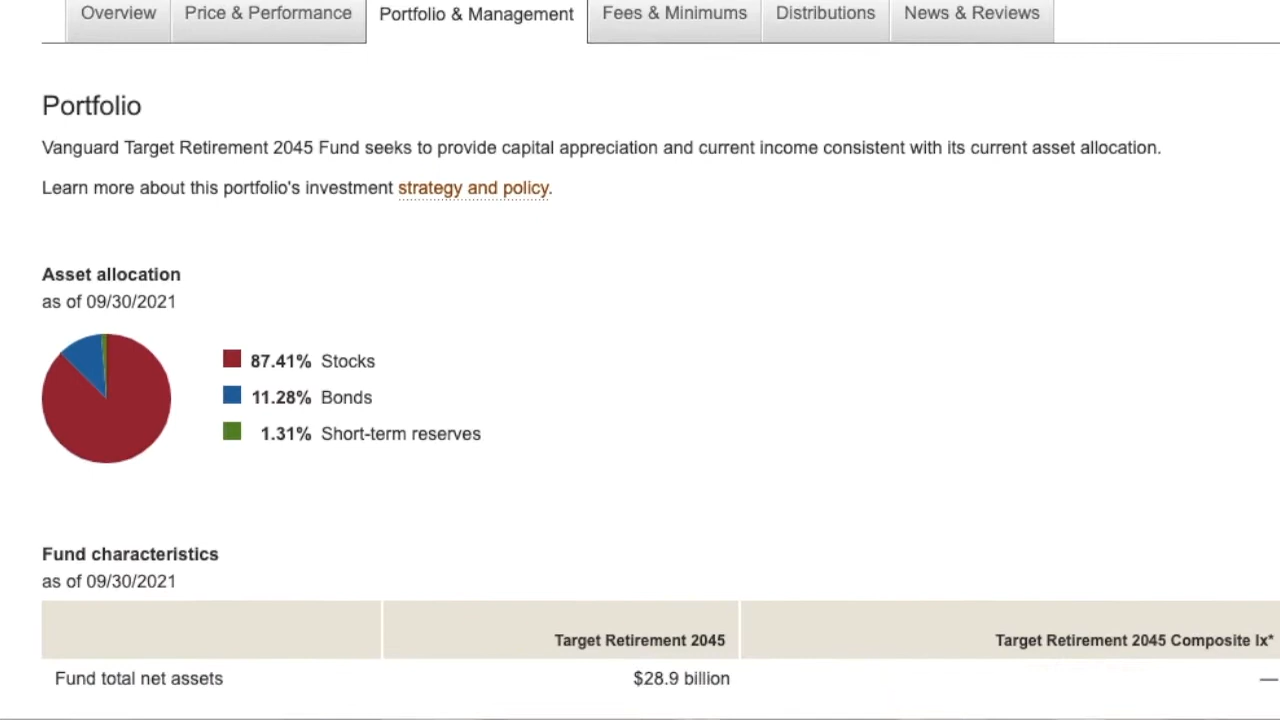 Overview Price & Performance Portfolio & Management Fees & Minimums Distributions News & Reviews
Portfolio
Vanguard Target Retirement 2045 Fund seeks to provide capital appreciation and current income consistent with its current asset allocation.
Learn more about this portfolio's investment strategy and policy.
Asset allocation
as of 09/30/2021
87.41% Stocks
11.28% Bonds
1.31% Short-term reserves
Fund characteristics
as of 09/30/2021
Target Retirement 2045 Target Retirement 2045 Composite Ix*
Fund total net assets $28.9 billion —